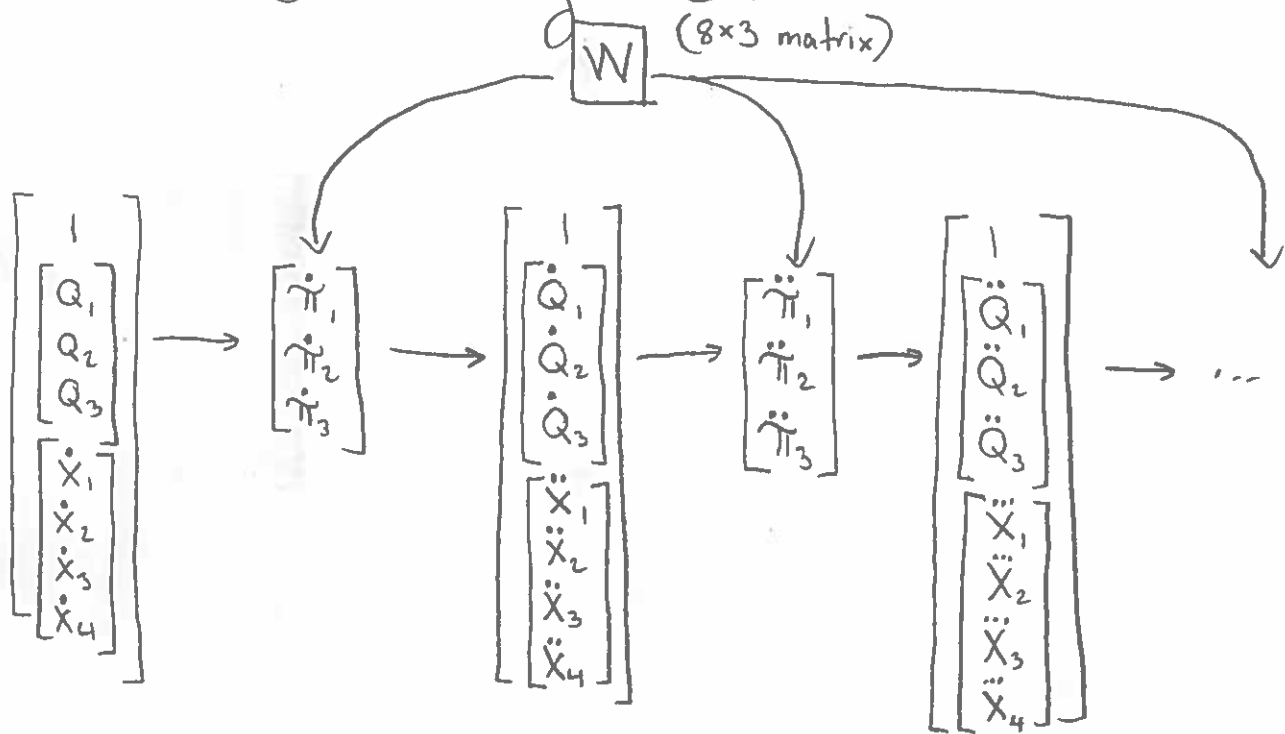 W (8×3 matrix)
1
Q₁
Q₂
Q₃
Ẋ₁
Ẋ₂
Ẋ₃
Ẋ₄
π̇₁
π̇₂
π̇₃
1
Q̇₁
Q̇₂
Q̇₃
Ẍ₁
Ẍ₂
Ẍ₃
Ẍ₄
π̈₁
π̈₂
π̈₃
1
Q̈₁
Q̈₂
Q̈₃
X⃛₁
X⃛₂
X⃛₃
X⃛₄
...